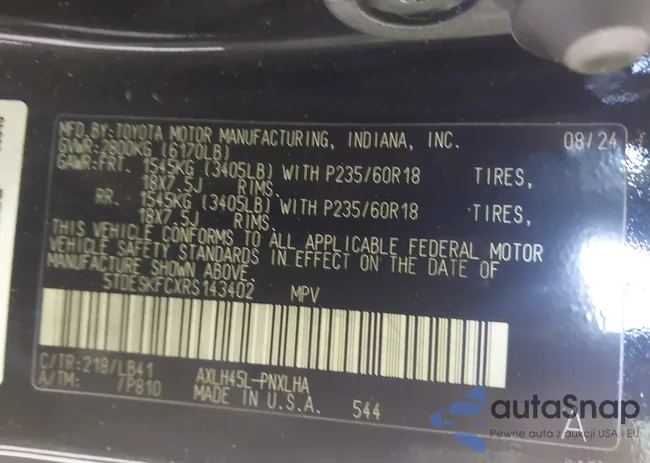 MFD.BY:TOYOTA MOTOR MANUFACTURING, INDIANA, INC. 08/24
GVWR:2800KG (6170LB)
GAWR:FRT. 1545KG (3405LB) WITH P235/60R18 TIRES,
18X7.5J RIMS.
RR. 1545KG (3405LB) WITH P235/60R18 TIRES,
18X7.5J RIMS.
THIS VEHICLE CONFORMS TO ALL APPLICABLE FEDERAL MOTOR
VEHICLE SAFETY STANDARDS IN EFFECT ON THE DATE OF
MANUFACTURE SHOWN ABOVE.
5TDESKFCXRS143402 MPV
C/TR:218/LB41 AXLH45L-PNXLHA
A/TM: /P810 MADE IN U.S.A. 544 A
autaSnap
Pewne auta z aukcji USA i EU